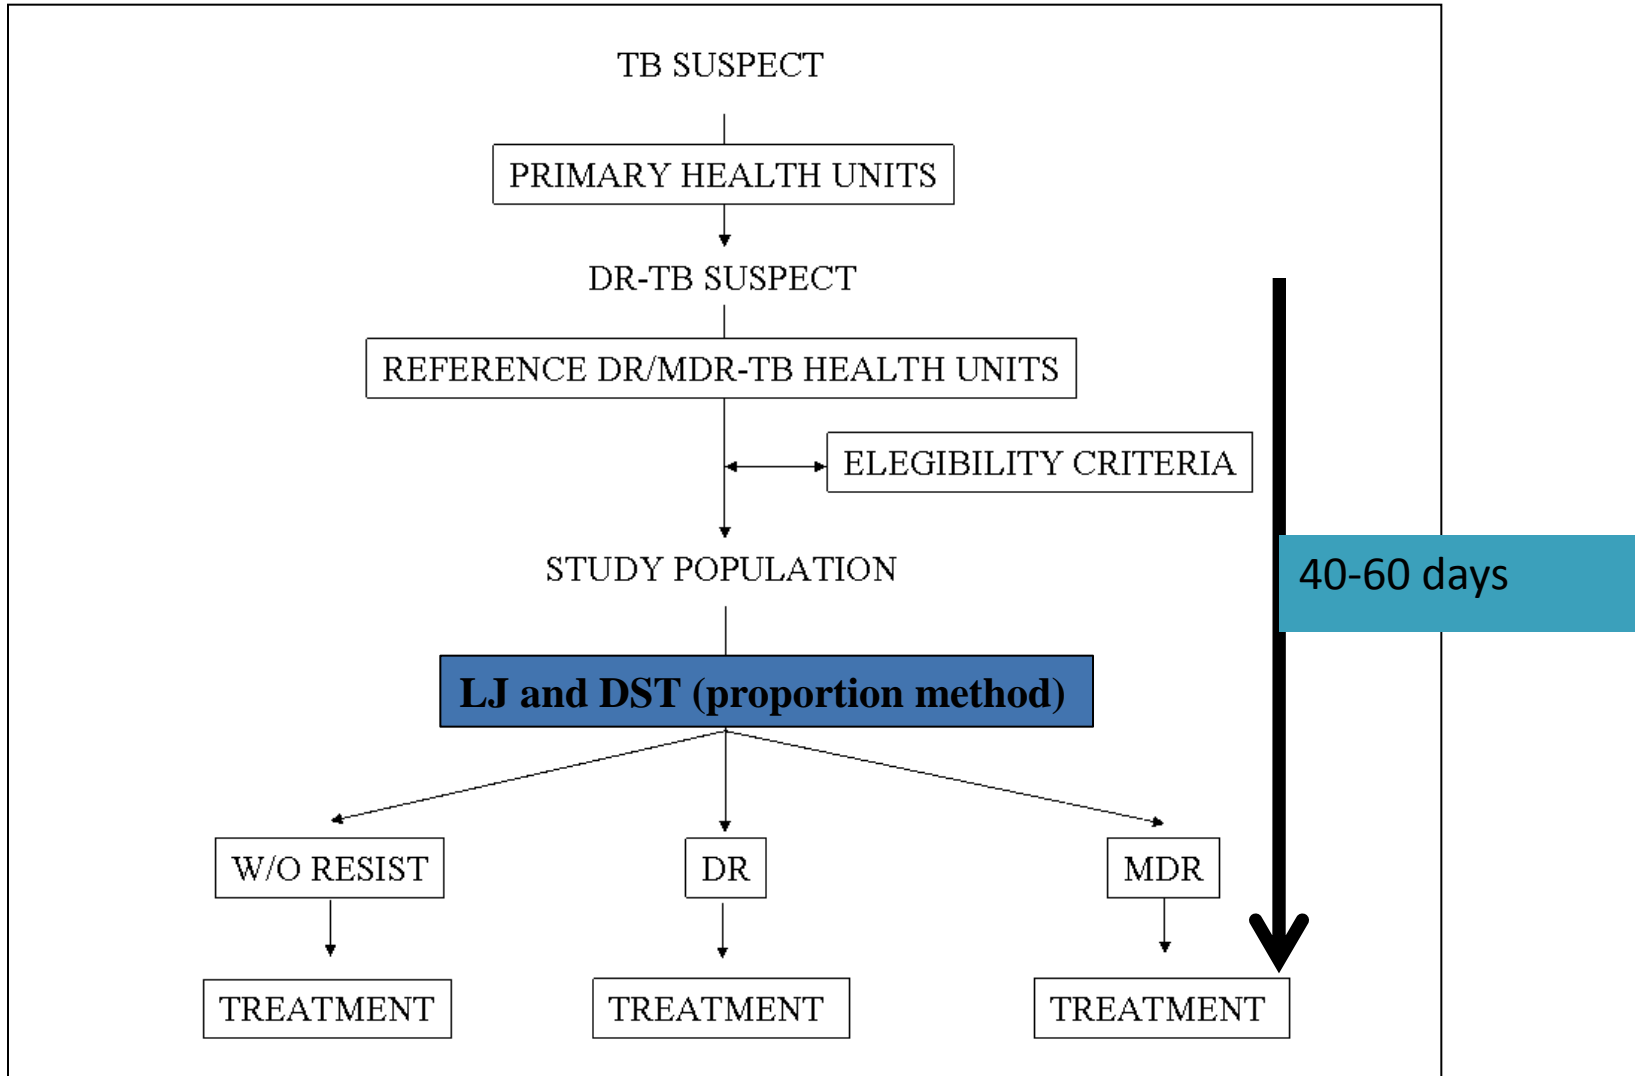 TB SUSPECT
PRIMARY HEALTH UNITS
DR-TB SUSPECT
REFERENCE DR/MDR-TB HEALTH UNITS
ELEGIBILITY CRITERIA
STUDY POPULATION
40-60 days
LJ and DST (proportion method)
W/O RESIST
DR
MDR
TREATMENT
TREATMENT
TREATMENT